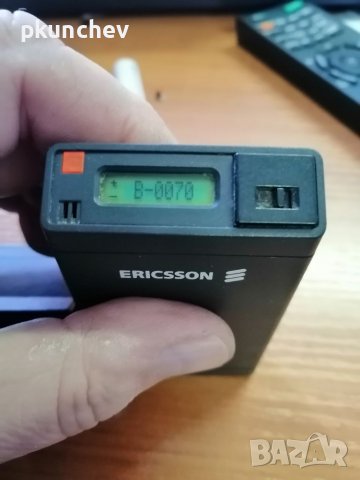 pkunchev
+
- B-0070
ERICSSON
BAZAR